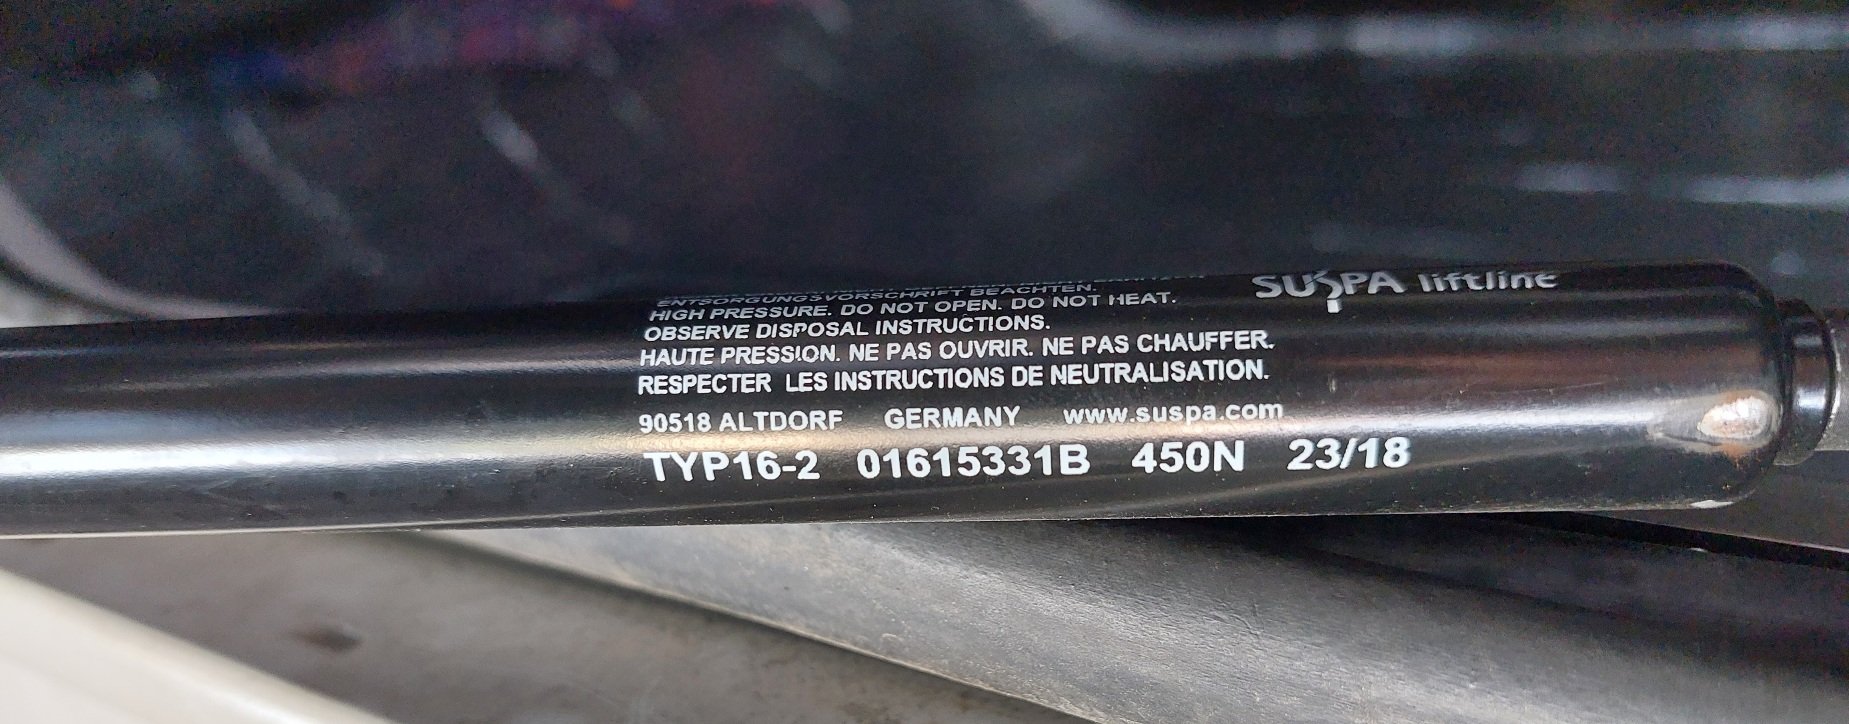 SUSPA liftline
ENTSORGUNGSVORSCHRIFT BEACHTEN.
HIGH PRESSURE. DO NOT OPEN. DO NOT HEAT.
OBSERVE DISPOSAL INSTRUCTIONS.
HAUTE PRESSION. NE PAS OUVRIR. NE PAS CHAUFFER.
RESPECTER LES INSTRUCTIONS DE NEUTRALISATION.
90518 ALTDORF GERMANY www.suspa.com
TYP16-2 01615331B 450N 23/18